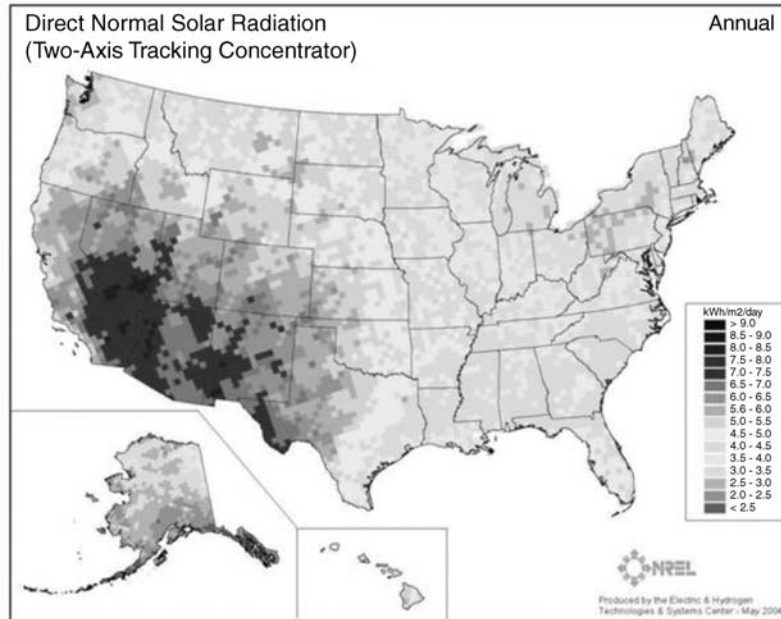 Direct Normal Solar Radiation
(Two-Axis Tracking Concentrator)
Annual
kWh/m2/day
> 9.0
8.5 - 9.0
8.0 - 8.5
7.5 - 8.0
7.0 - 7.5
6.5 - 7.0
6.0 - 6.5
5.6 - 6.0
5.0 - 5.5
4.5 - 5.0
4.0 - 4.5
3.5 - 4.0
3.0 - 3.5
2.5 - 3.0
2.0 - 2.5
< 2.5
NREL
Produced by the Electric & Hydrogen
Technologies & Systems Center - May 2004